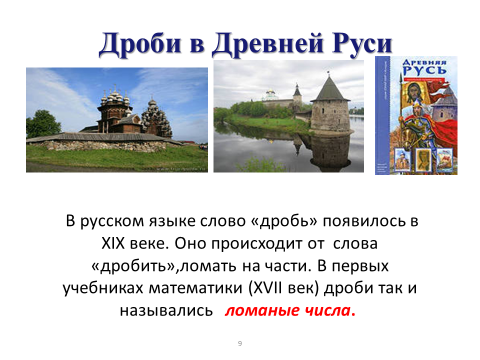 Дроби в Древней Руси
ДРЕВНЯЯ
РУСЬ
В русском языке слово «дробь» появилось в
XIX веке. Оно происходит от слова
«дробить»,ломать на части. В первых
учебниках математики (XVII век) дроби так и
назывались ломаные числа.
9